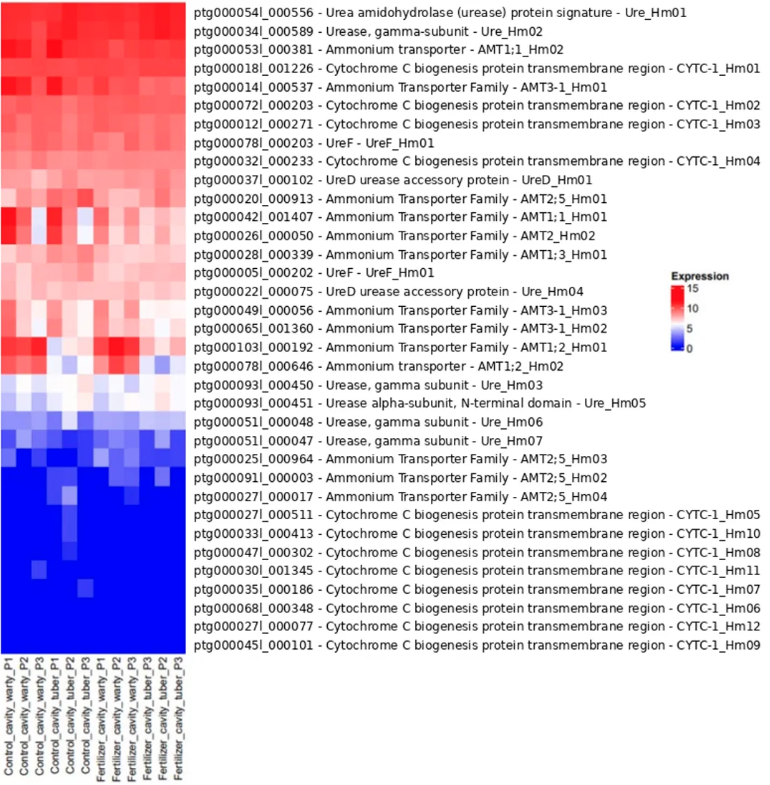 ptg000054l_000556 - Urea amidohydrolase (urease) protein signature - Ure_Hm01
ptg000034l_000589 - Urease, gamma-subunit - Ure_Hm02
ptg000053l_000381 - Ammonium transporter - AMT1;1_Hm02
ptg000018l_001226 - Cytochrome C biogenesis protein transmembrane region - CYTC-1_Hm01
ptg000014l_000537 - Ammonium Transporter Family - AMT3-1_Hm01
ptg000072l_000203 - Cytochrome C biogenesis protein transmembrane region - CYTC-1_Hm02
ptg000012l_000271 - Cytochrome C biogenesis protein transmembrane region - CYTC-1_Hm03
ptg000078l_000203 - UreF - UreF_Hm01
ptg000032l_000233 - Cytochrome C biogenesis protein transmembrane region - CYTC-1_Hm04
ptg000037l_000102 - UreD urease accessory protein - UreD_Hm01
ptg000020l_000913 - Ammonium Transporter Family - AMT2;5_Hm01
ptg000042l_001407 - Ammonium Transporter Family - AMT1;1_Hm01
ptg000026l_000050 - Ammonium Transporter Family - AMT2_Hm02
ptg000028l_000339 - Ammonium Transporter Family - AMT1;3_Hm01
ptg000005l_000202 - UreF - UreF_Hm01
ptg000022l_000075 - UreD urease accessory protein - Ure_Hm04
ptg000049l_000056 - Ammonium Transporter Family - AMT3-1_Hm03
ptg000065l_001360 - Ammonium Transporter Family - AMT3-1_Hm02
ptg000103l_000192 - Ammonium Transporter Family - AMT1;2_Hm01
ptg000078l_000646 - Ammonium transporter - AMT1;2_Hm02
ptg000093l_000450 - Urease, gamma subunit - Ure_Hm03
ptg000093l_000451 - Urease alpha-subunit, N-terminal domain - Ure_Hm05
ptg000051l_000048 - Urease, gamma subunit - Ure_Hm06
ptg000051l_000047 - Urease, gamma subunit - Ure_Hm07
ptg000025l_000964 - Ammonium Transporter Family - AMT2;5_Hm03
ptg000091l_000003 - Ammonium Transporter Family - AMT2;5_Hm02
ptg000027l_000017 - Ammonium Transporter Family - AMT2;5_Hm04
ptg000027l_000511 - Cytochrome C biogenesis protein transmembrane region - CYTC-1_Hm05
ptg000033l_000413 - Cytochrome C biogenesis protein transmembrane region - CYTC-1_Hm10
ptg000047l_000302 - Cytochrome C biogenesis protein transmembrane region - CYTC-1_Hm08
ptg000030l_001345 - Cytochrome C biogenesis protein transmembrane region - CYTC-1_Hm11
ptg000035l_000186 - Cytochrome C biogenesis protein transmembrane region - CYTC-1_Hm07
ptg000068l_000348 - Cytochrome C biogenesis protein transmembrane region - CYTC-1_Hm06
ptg000027l_000077 - Cytochrome C biogenesis protein transmembrane region - CYTC-1_Hm12
ptg000045l_000101 - Cytochrome C biogenesis protein transmembrane region - CYTC-1_Hm09
Expression
15
10
5
0
Control_cavity_warty_P1
Control_cavity_warty_P2
Control_cavity_warty_P3
Control_cavity_tuber_P1
Control_cavity_tuber_P2
Control_cavity_tuber_P3
Fertilizer_cavity_warty_P1
Fertilizer_cavity_warty_P2
Fertilizer_cavity_warty_P3
Fertilizer_cavity_tuber_P3
Fertilizer_cavity_tuber_P2
Fertilizer_cavity_tuber_P3